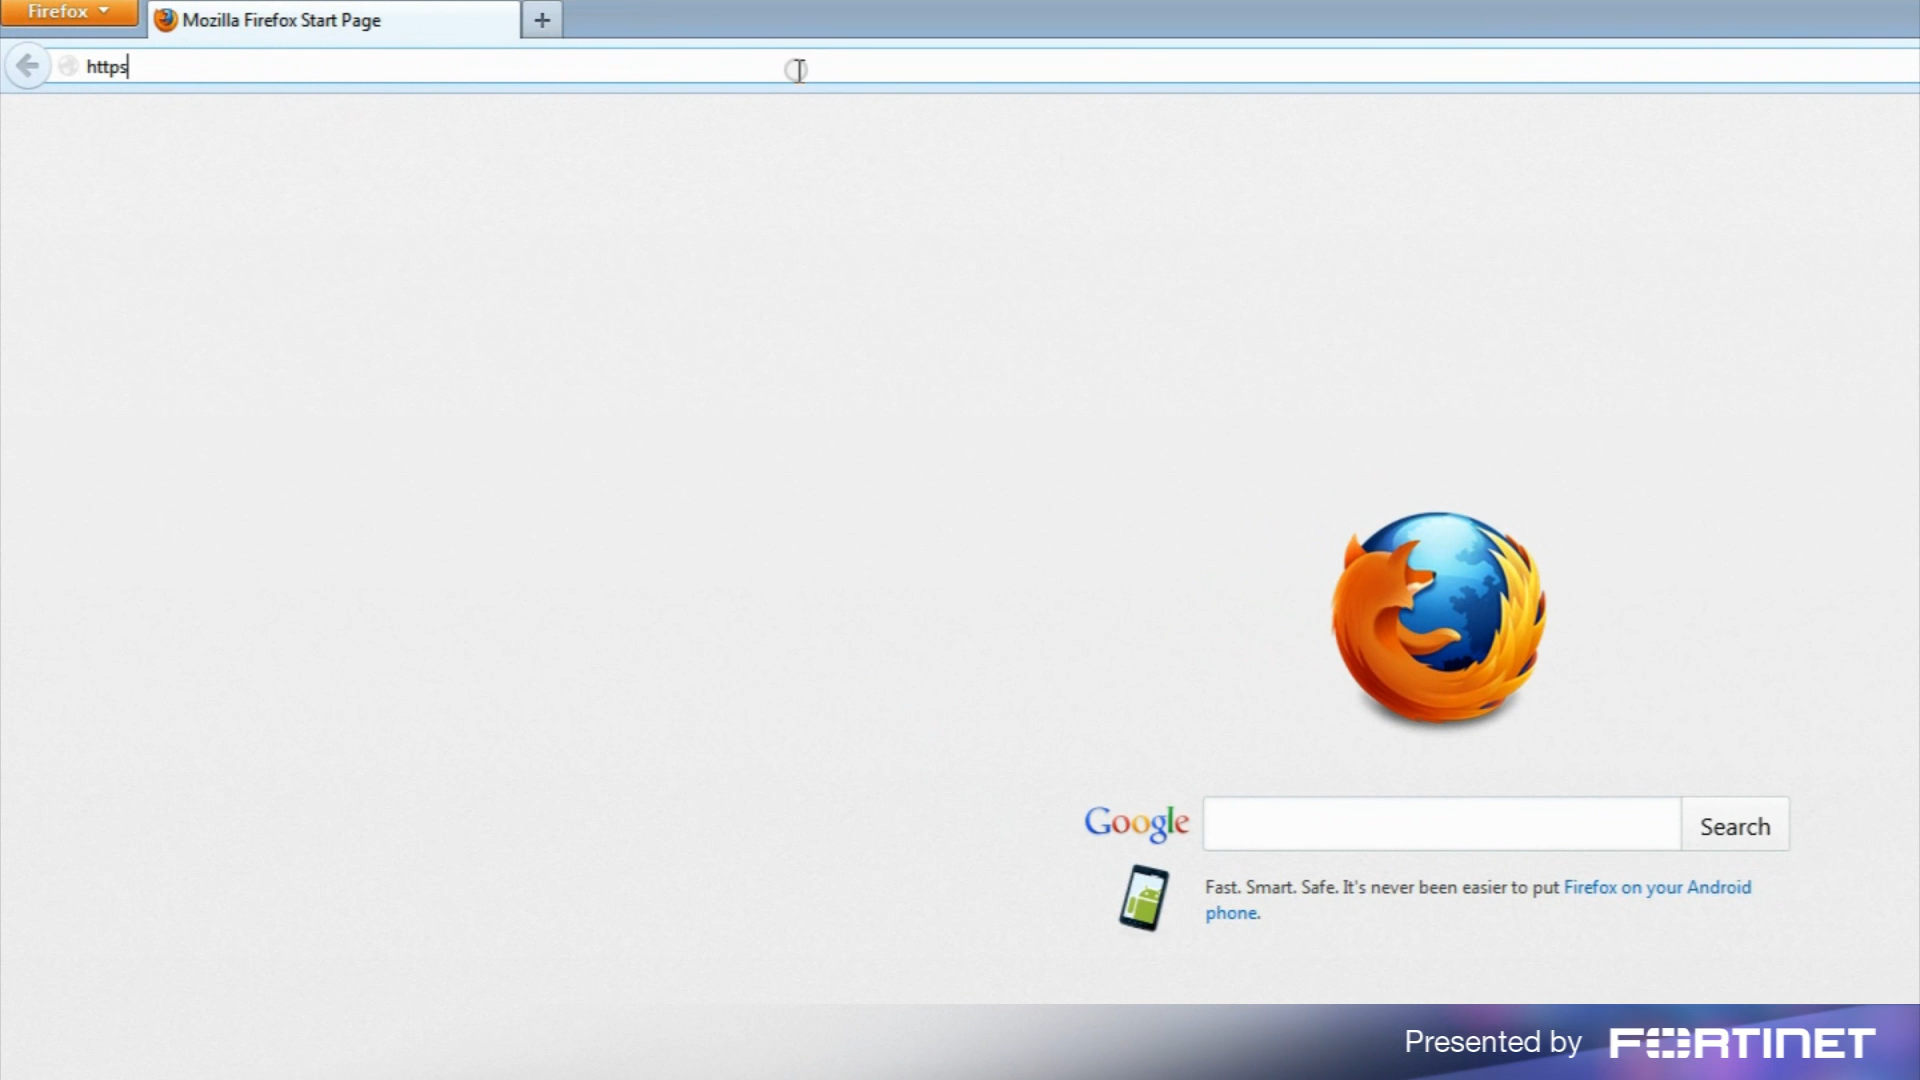 Firefox
Mozilla Firefox Start Page
https
Google
Search
Fast. Smart. Safe. It's never been easier to put Firefox on your Android
phone.
Presented by FORTINET